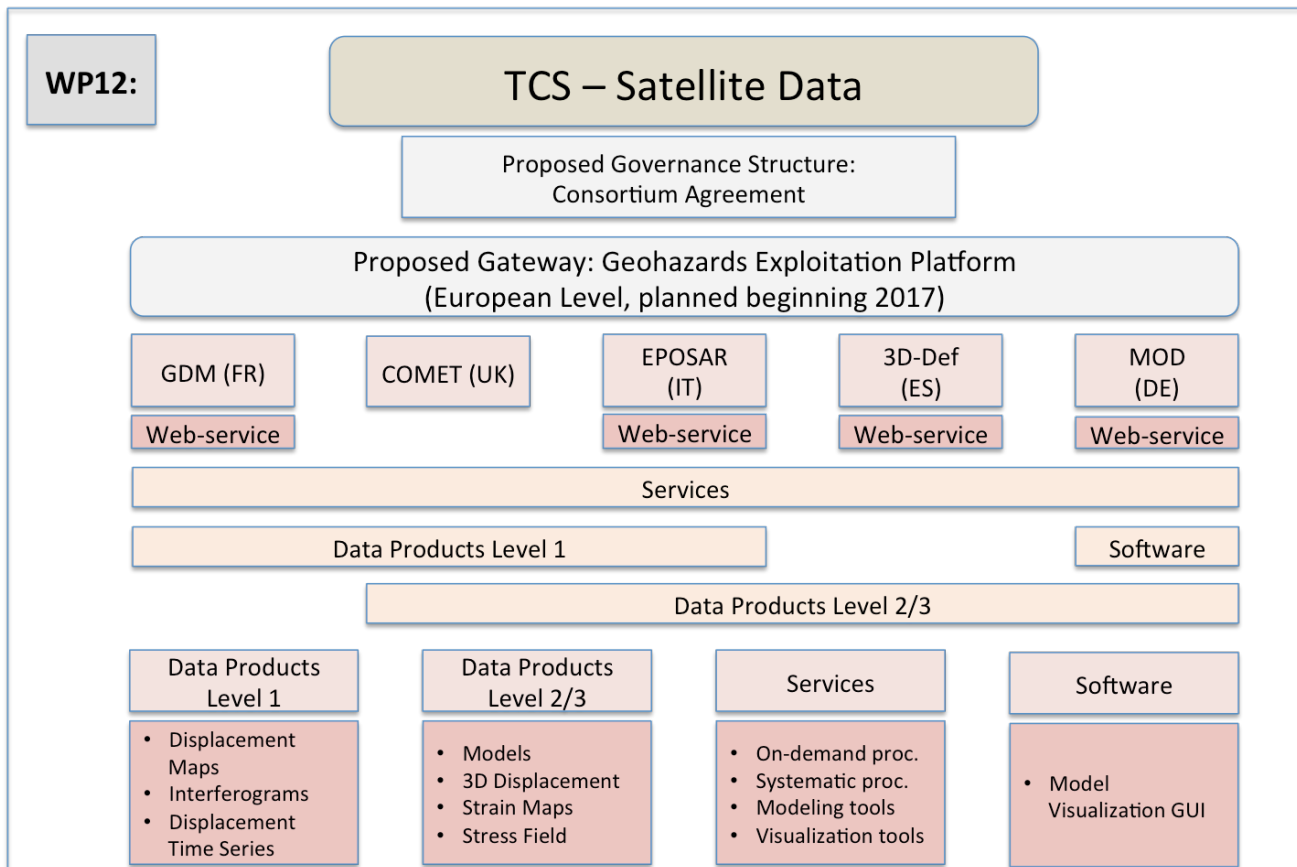 WP12:
TCS – Satellite Data
Proposed Governance Structure:
Consortium Agreement
Proposed Gateway: Geohazards Exploitation Platform
(European Level, planned beginning 2017)
GDM (FR)
COMET (UK)
EPOSAR
(IT)
3D-Def
(ES)
MOD
(DE)
Web-service
Web-service
Web-service
Web-service
Services
Data Products Level 1
Software
Data Products Level 2/3
Data Products
Level 1
• Displacement
Maps
• Interferograms
• Displacement
Time Series
Data Products
Level 2/3
• Models
• 3D Displacement
• Strain Maps
• Stress Field
Services
• On-demand proc.
• Systematic proc.
• Modeling tools
• Visualization tools
Software
• Model
Visualization GUI